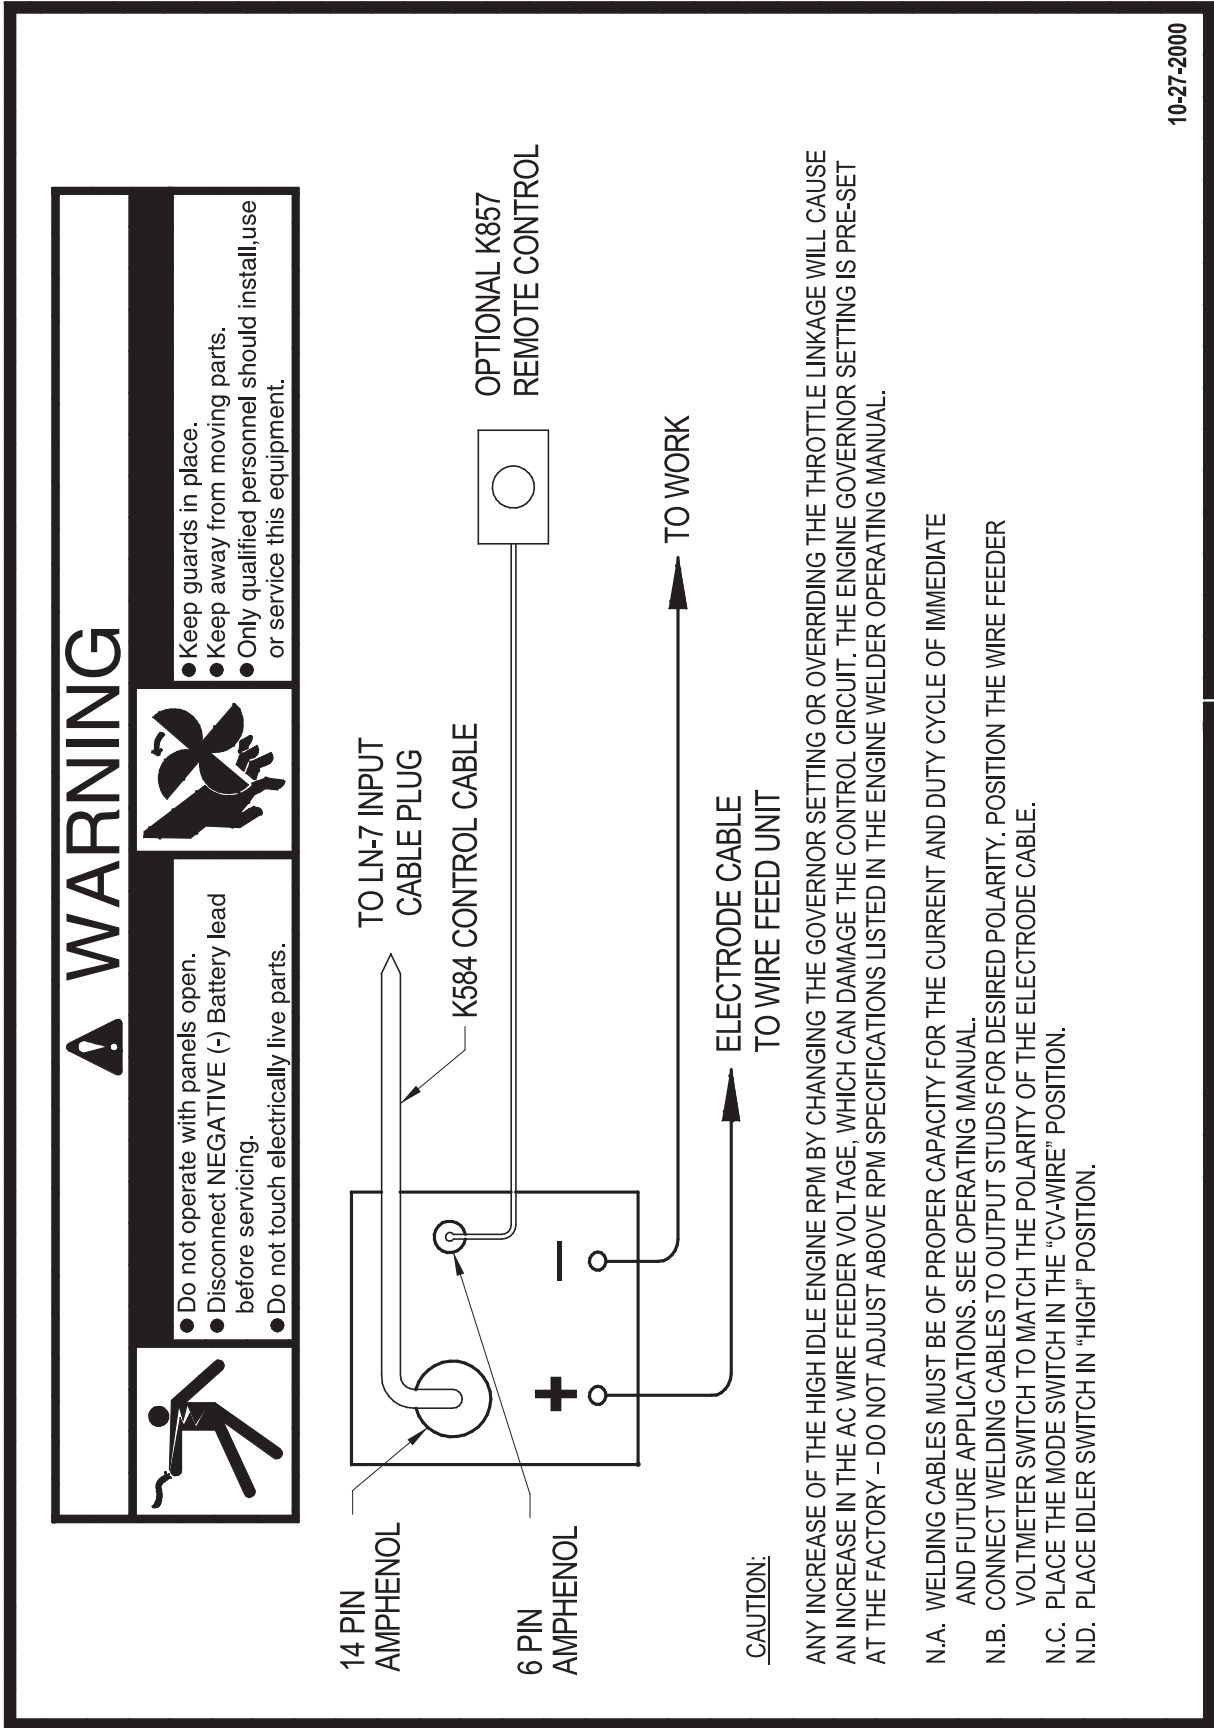 WARNING
● Do not operate with panels open.
● Disconnect NEGATIVE (-) Battery lead
before servicing.
● Do not touch electrically live parts.
● Keep guards in place.
● Keep away from moving parts.
● Only qualified personnel should install,use
or service this equipment.
14 PIN
AMPHENOL
6 PIN
AMPHENOL
TO LN-7 INPUT
CABLE PLUG
K584 CONTROL CABLE
OPTIONAL K857
REMOTE CONTROL
+
−
TO WORK
ELECTRODE CABLE
TO WIRE FEED UNIT
CAUTION:
ANY INCREASE OF THE HIGH IDLE ENGINE RPM BY CHANGING THE GOVERNOR SETTING OR OVERRIDING THE THROTTLE LINKAGE WILL CAUSE
AN INCREASE IN THE AC WIRE FEEDER VOLTAGE, WHICH CAN DAMAGE THE CONTROL CIRCUIT. THE ENGINE GOVERNOR SETTING IS PRE-SET
AT THE FACTORY – DO NOT ADJUST ABOVE RPM SPECIFICATIONS LISTED IN THE ENGINE WELDER OPERATING MANUAL.
N.A. WELDING CABLES MUST BE OF PROPER CAPACITY FOR THE CURRENT AND DUTY CYCLE OF IMMEDIATE
AND FUTURE APPLICATIONS. SEE OPERATING MANUAL.
N.B. CONNECT WELDING CABLES TO OUTPUT STUDS FOR DESIRED POLARITY. POSITION THE WIRE FEEDER
VOLTMETER SWITCH TO MATCH THE POLARITY OF THE ELECTRODE CABLE.
N.C. PLACE THE MODE SWITCH IN THE “CV-WIRE” POSITION.
N.D. PLACE IDLER SWITCH IN “HIGH” POSITION.
10-27-2000